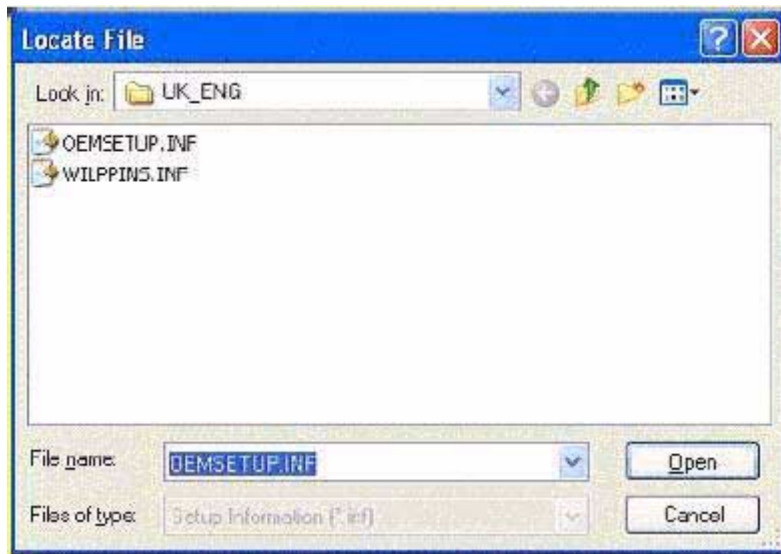 Locate File
Look in: UK_ENG
OEMSETUP.INF
WILPPINS.INF
File name: OEMSETUP.INF Open
Files of type: Setup Information (*.inf) Cancel